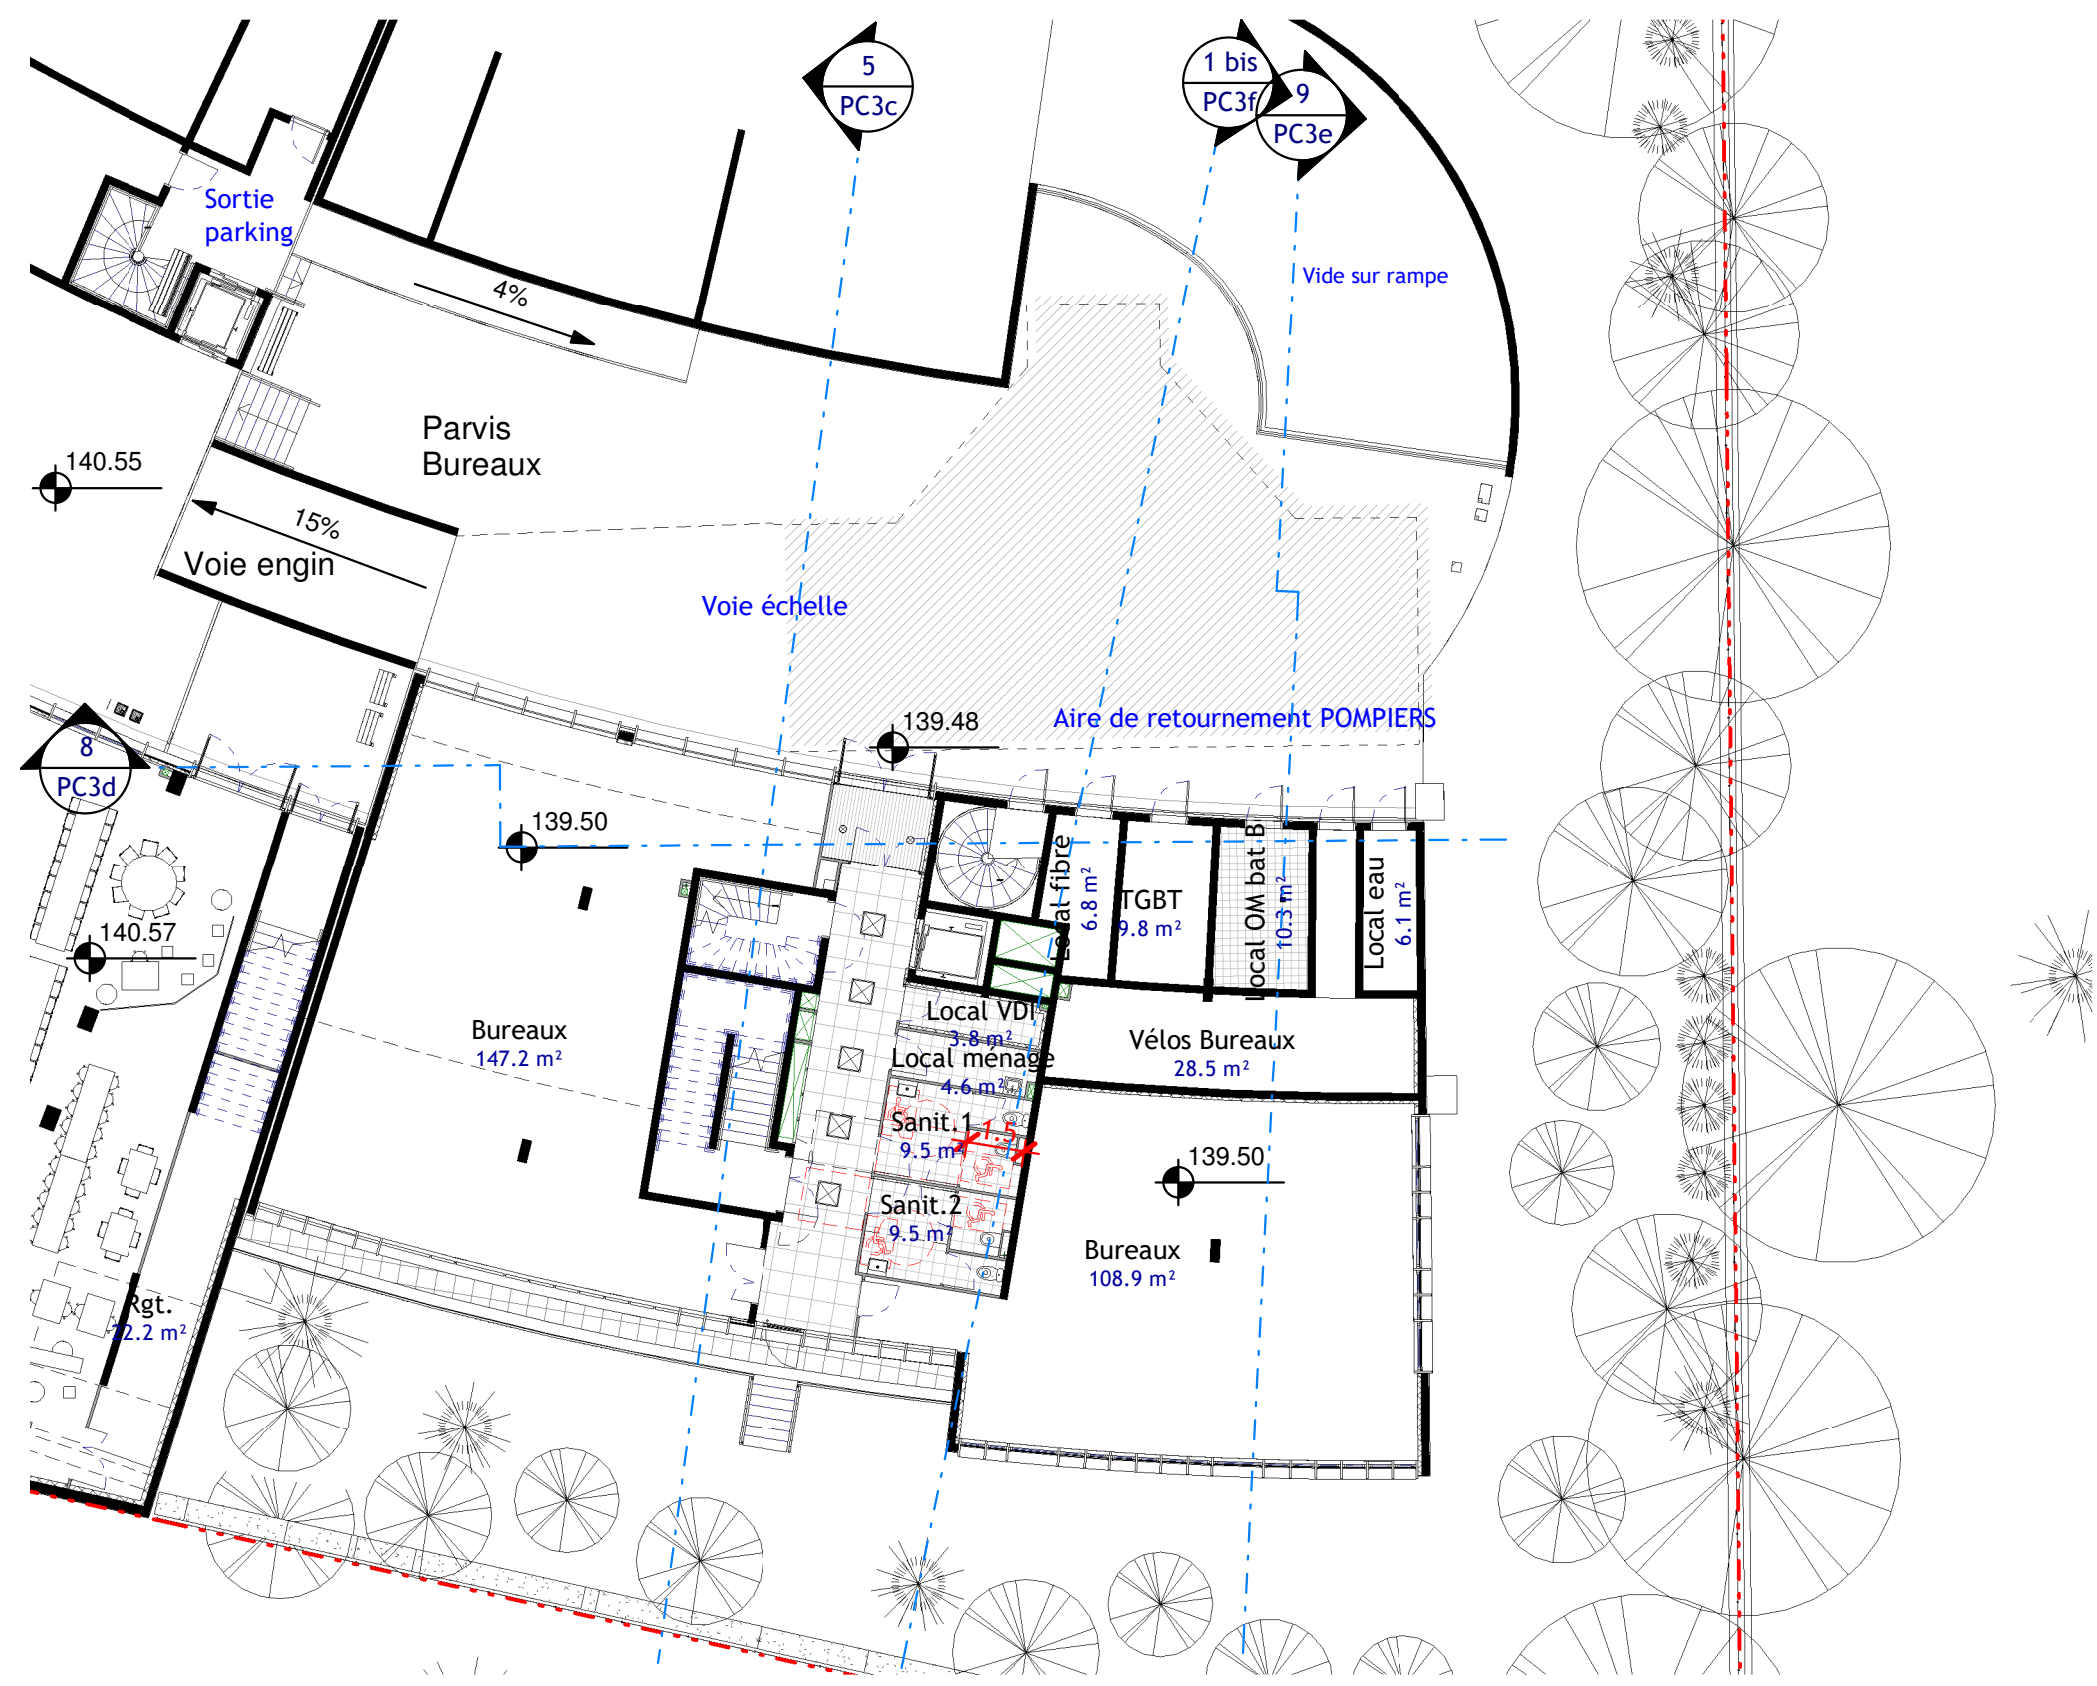 5
PC3c
1 bis
PC3f
9
PC3e
Sortie
parking
4%
Vide sur rampe
Parvis
Bureaux
140.55
15%
Voie engin
Voie échelle
139.48
Aire de retournement POMPIERS
8
PC3d
139.50
Local fibre
6.8 m²
TGBT
9.8 m²
Local OM bat B
10.3 m²
Local eau
6.1 m²
140.57
Bureaux
147.2 m²
Local VDI
3.8 m²
Local ménage
4.6 m²
Vélos Bureaux
28.5 m²
Sanit.1
9.5 m²
1.5
139.50
Sanit.2
9.5 m²
Bureaux
108.9 m²
Rgt.
22.2 m²